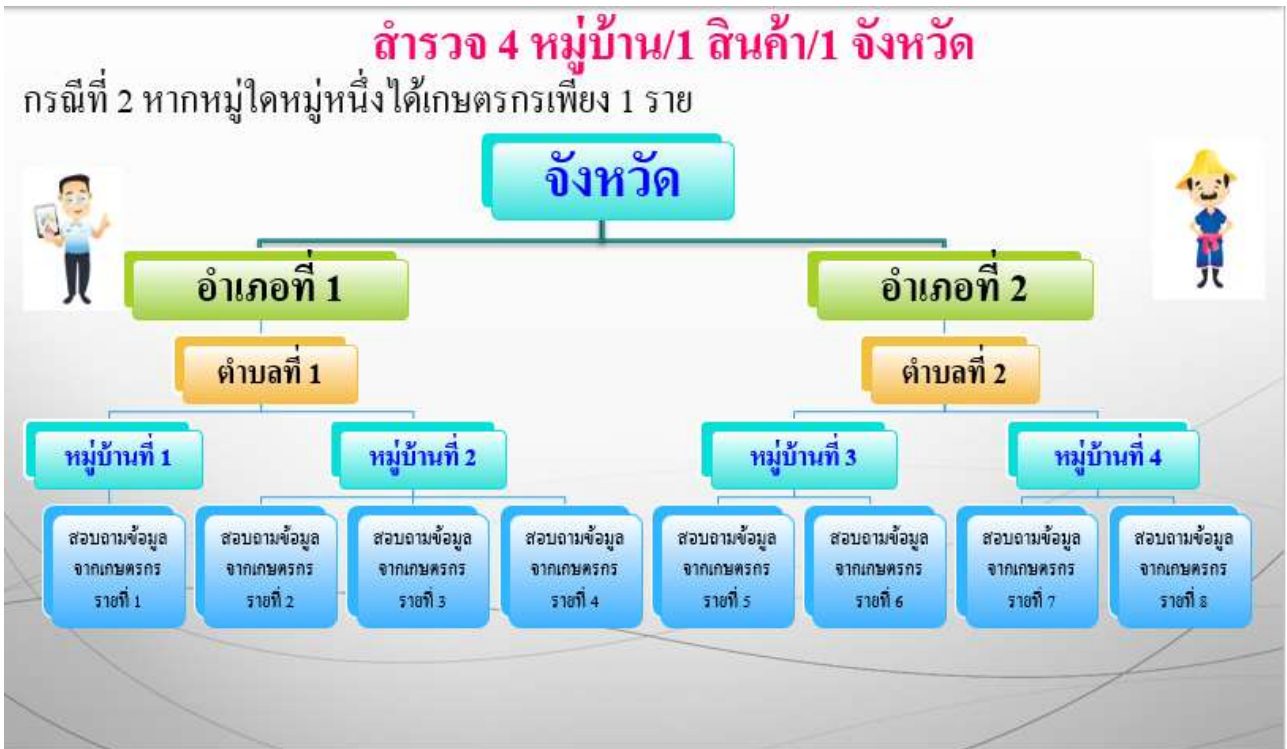 สำรวจ 4 หมู่บ้าน/1 สินค้า/1 จังหวัด
กรณีที่ 2 หากหมู่ใดหมู่หนึ่งได้เกษตรกรเพียง 1 ราย
จังหวัด
อำเภอที่ 1
อำเภอที่ 2
ตำบลที่ 1
ตำบลที่ 2
หมู่บ้านที่ 1
หมู่บ้านที่ 2
หมู่บ้านที่ 3
หมู่บ้านที่ 4
สอบถามข้อมูล
จากเกษตรกร
รายที่ 1
สอบถามข้อมูล
จากเกษตรกร
รายที่ 2
สอบถามข้อมูล
จากเกษตรกร
รายที่ 3
สอบถามข้อมูล
จากเกษตรกร
รายที่ 4
สอบถามข้อมูล
จากเกษตรกร
รายที่ 5
สอบถามข้อมูล
จากเกษตรกร
รายที่ 6
สอบถามข้อมูล
จากเกษตรกร
รายที่ 7
สอบถามข้อมูล
จากเกษตรกร
รายที่ 8